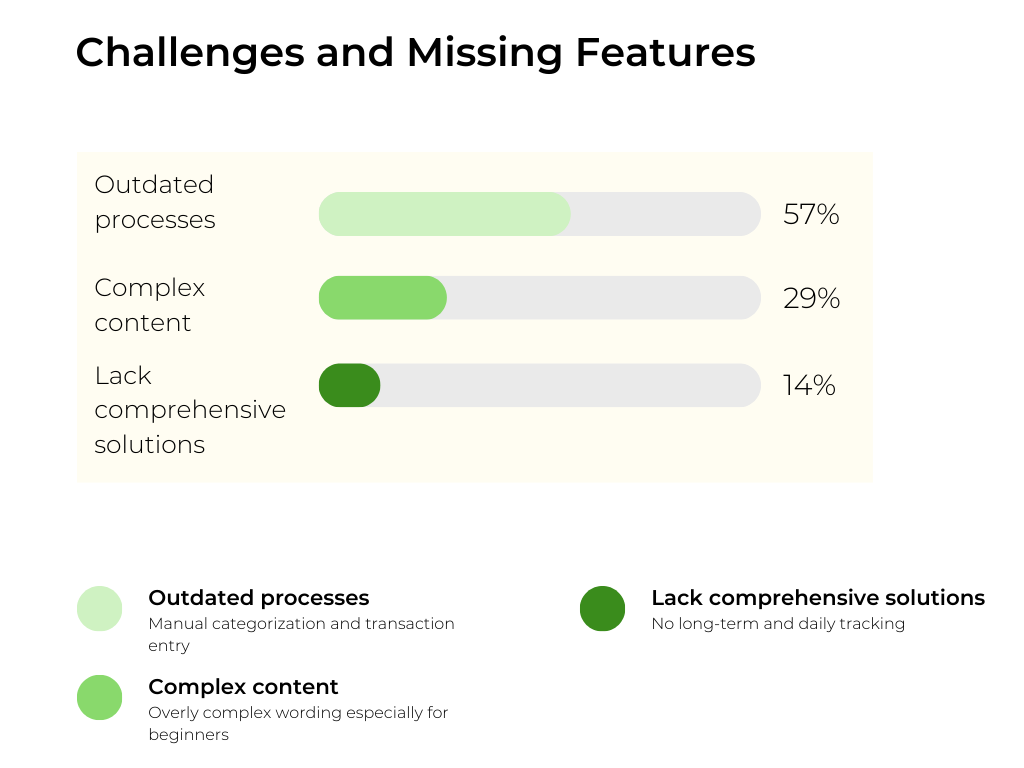 Challenges and Missing Features
Outdated
processes
57%
Complex
content
29%
Lack
comprehensive
solutions
14%
Outdated processes
Manual categorization and transaction
entry
Complex content
Overly complex wording especially for
beginners
Lack comprehensive solutions
No long-term and daily tracking